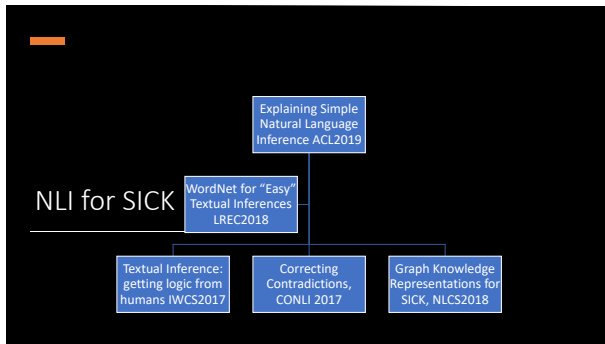 Explaining Simple
Natural Language
Inference ACL2019
NLI for SICK
WordNet for “Easy”
Textual Inferences
LREC2018
Textual Inference:
getting logic from
humans IWCS2017
Correcting
Contradictions,
CONLI 2017
Graph Knowledge
Representations for
SICK, NLCS2018